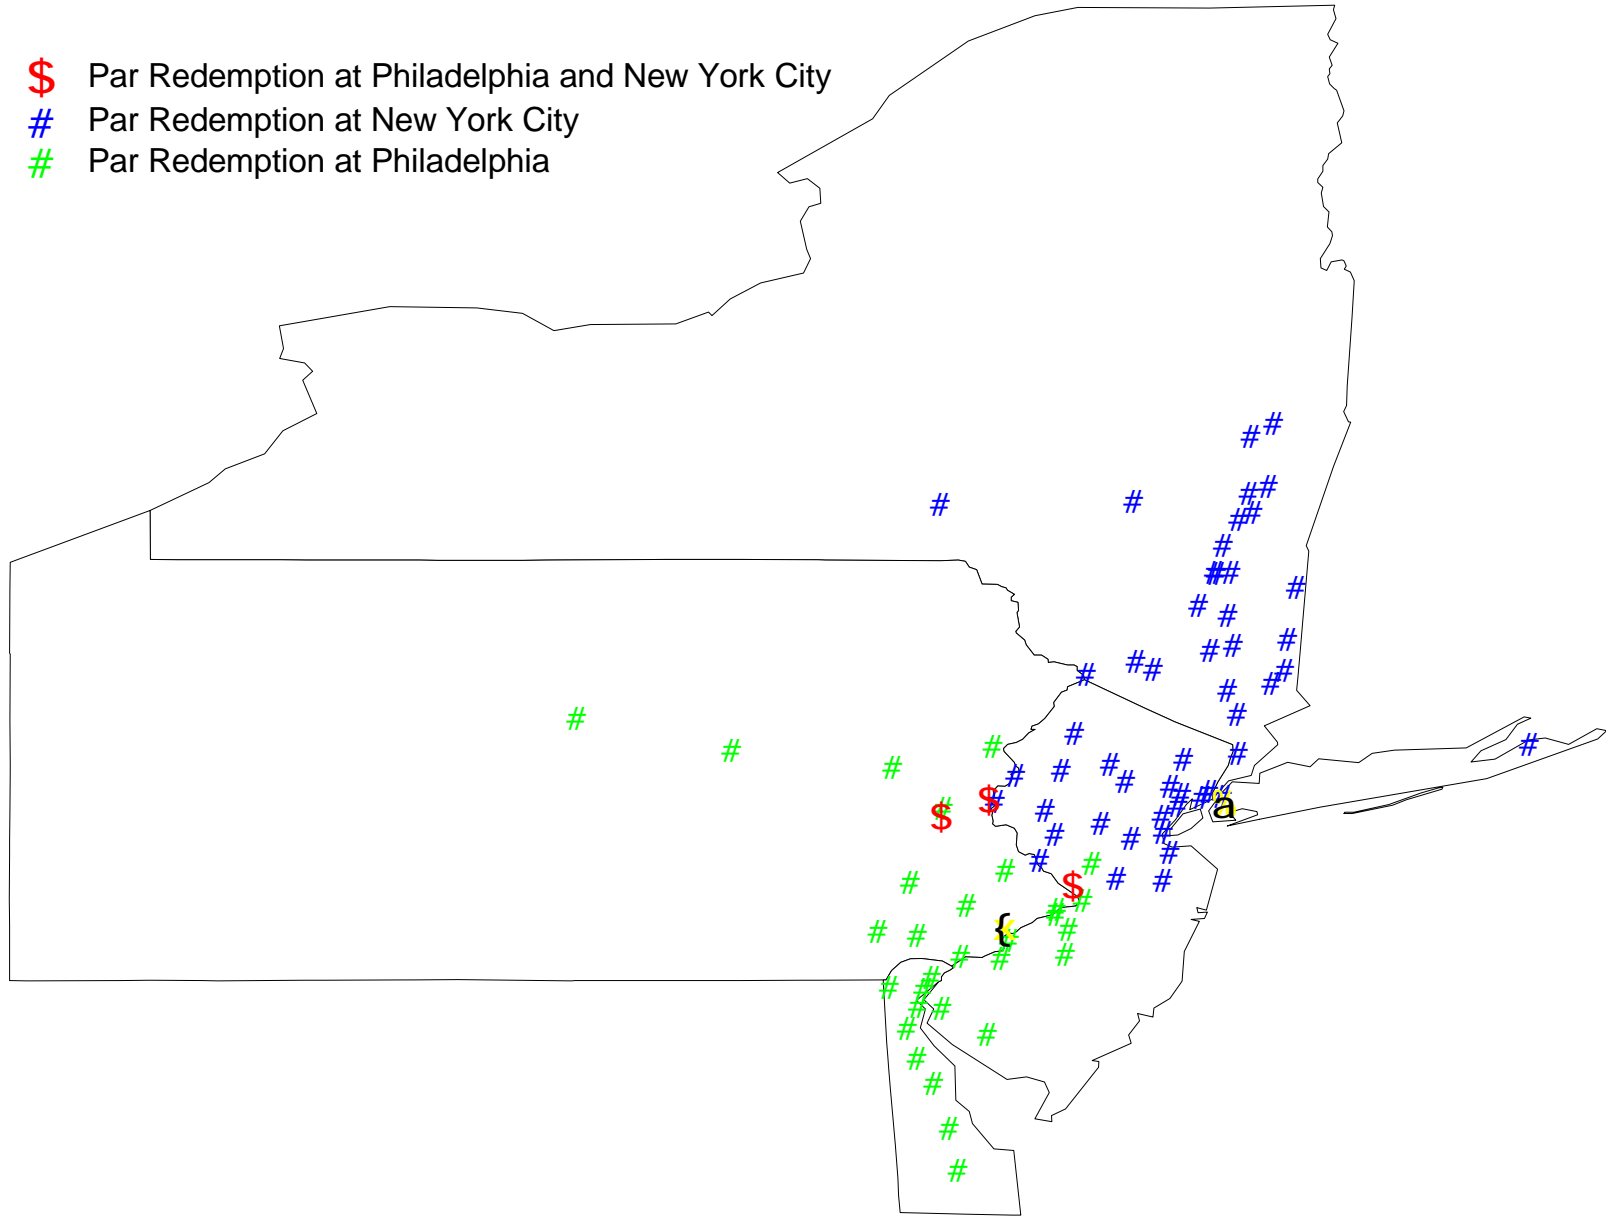 $ Par Redemption at Philadelphia and New York City
# Par Redemption at New York City
# Par Redemption at Philadelphia
a
{